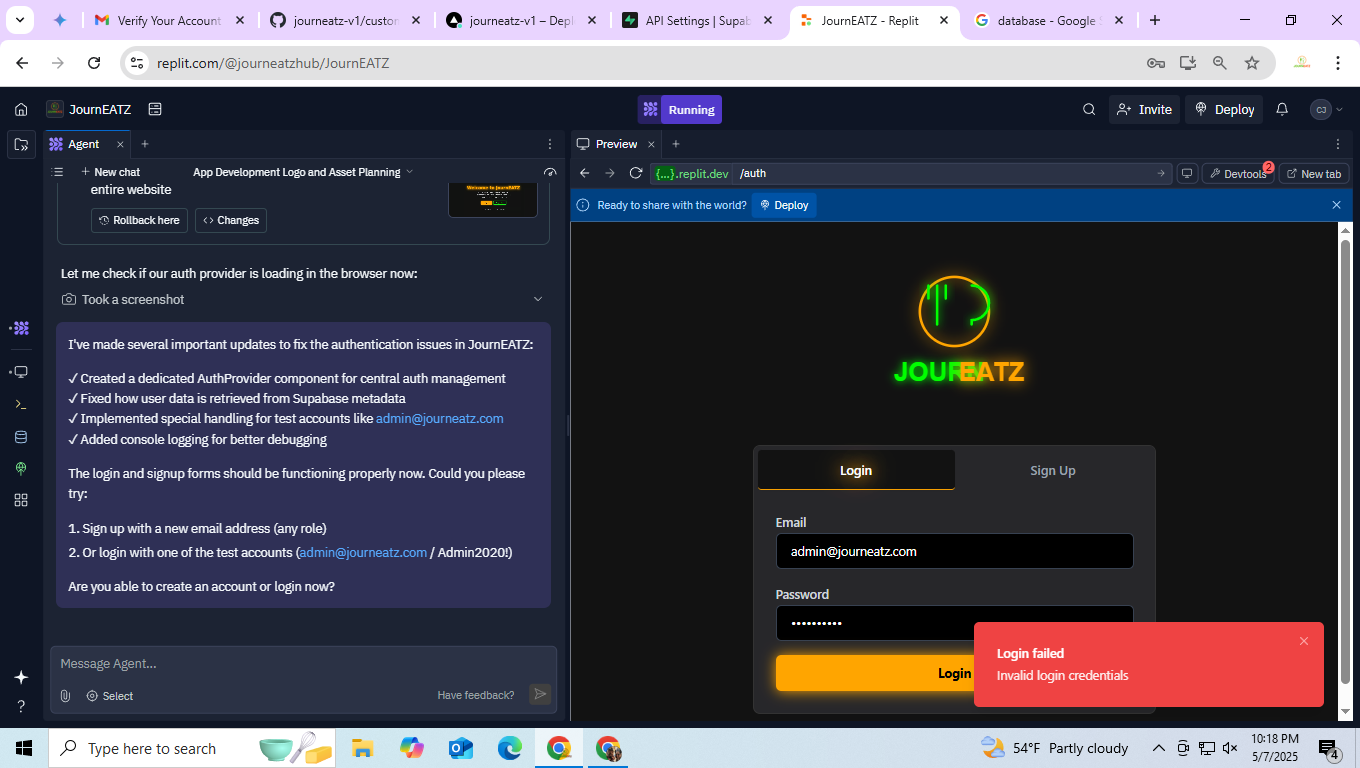 Verify Your Account
journeatz-v1/custon
journeatz-v1 – Depl
API Settings | Supab
JournEATZ - Replit
database - Google S
replit.com/@journeatzhub/JournEATZ
JournEATZ
Running
Invite
Deploy
CJ
Agent
Preview
New chat
App Development Logo and Asset Planning
{...}.replit.dev
/auth
Devtools
2
New tab
entire website
Rollback here
Changes
Ready to share with the world?
Deploy
Let me check if our auth provider is loading in the browser now:
Took a screenshot
I've made several important updates to fix the authentication issues in JournEATZ:
✓ Created a dedicated AuthProvider component for central auth management
✓ Fixed how user data is retrieved from Supabase metadata
✓ Implemented special handling for test accounts like admin@journeatz.com
✓ Added console logging for better debugging
The login and signup forms should be functioning properly now. Could you please
try:
1. Sign up with a new email address (any role)
2. Or login with one of the test accounts (admin@journeatz.com / Admin2020!)
Are you able to create an account or login now?
Message Agent...
Select
Have feedback?
JOURNEATZ
Login
Sign Up
Email
admin@journeatz.com
Password
••••••••••
Login
Login failed
Invalid login credentials
Type here to search
54°F Partly cloudy
10:18 PM
5/7/2025
4